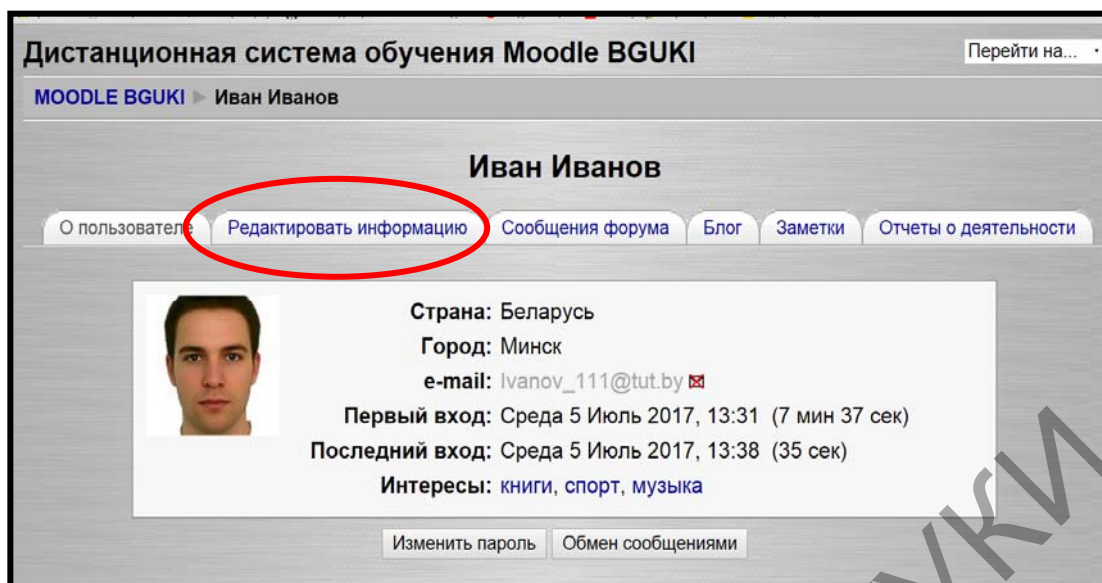 Дистанционная система обучения Moodle BGUKI
Перейти на...
MOODLE BGUKI ► Иван Иванов
Иван Иванов
О пользователе Редактировать информацию Сообщения форума Блог Заметки Отчеты о деятельности
Страна: Беларусь
Город: Минск
e-mail: Ivanov_111@tut.by
Первый вход: Среда 5 Июль 2017, 13:31 (7 мин 37 сек)
Последний вход: Среда 5 Июль 2017, 13:38 (35 сек)
Интересы: книги, спорт, музыка
Изменить пароль Обмен сообщениями